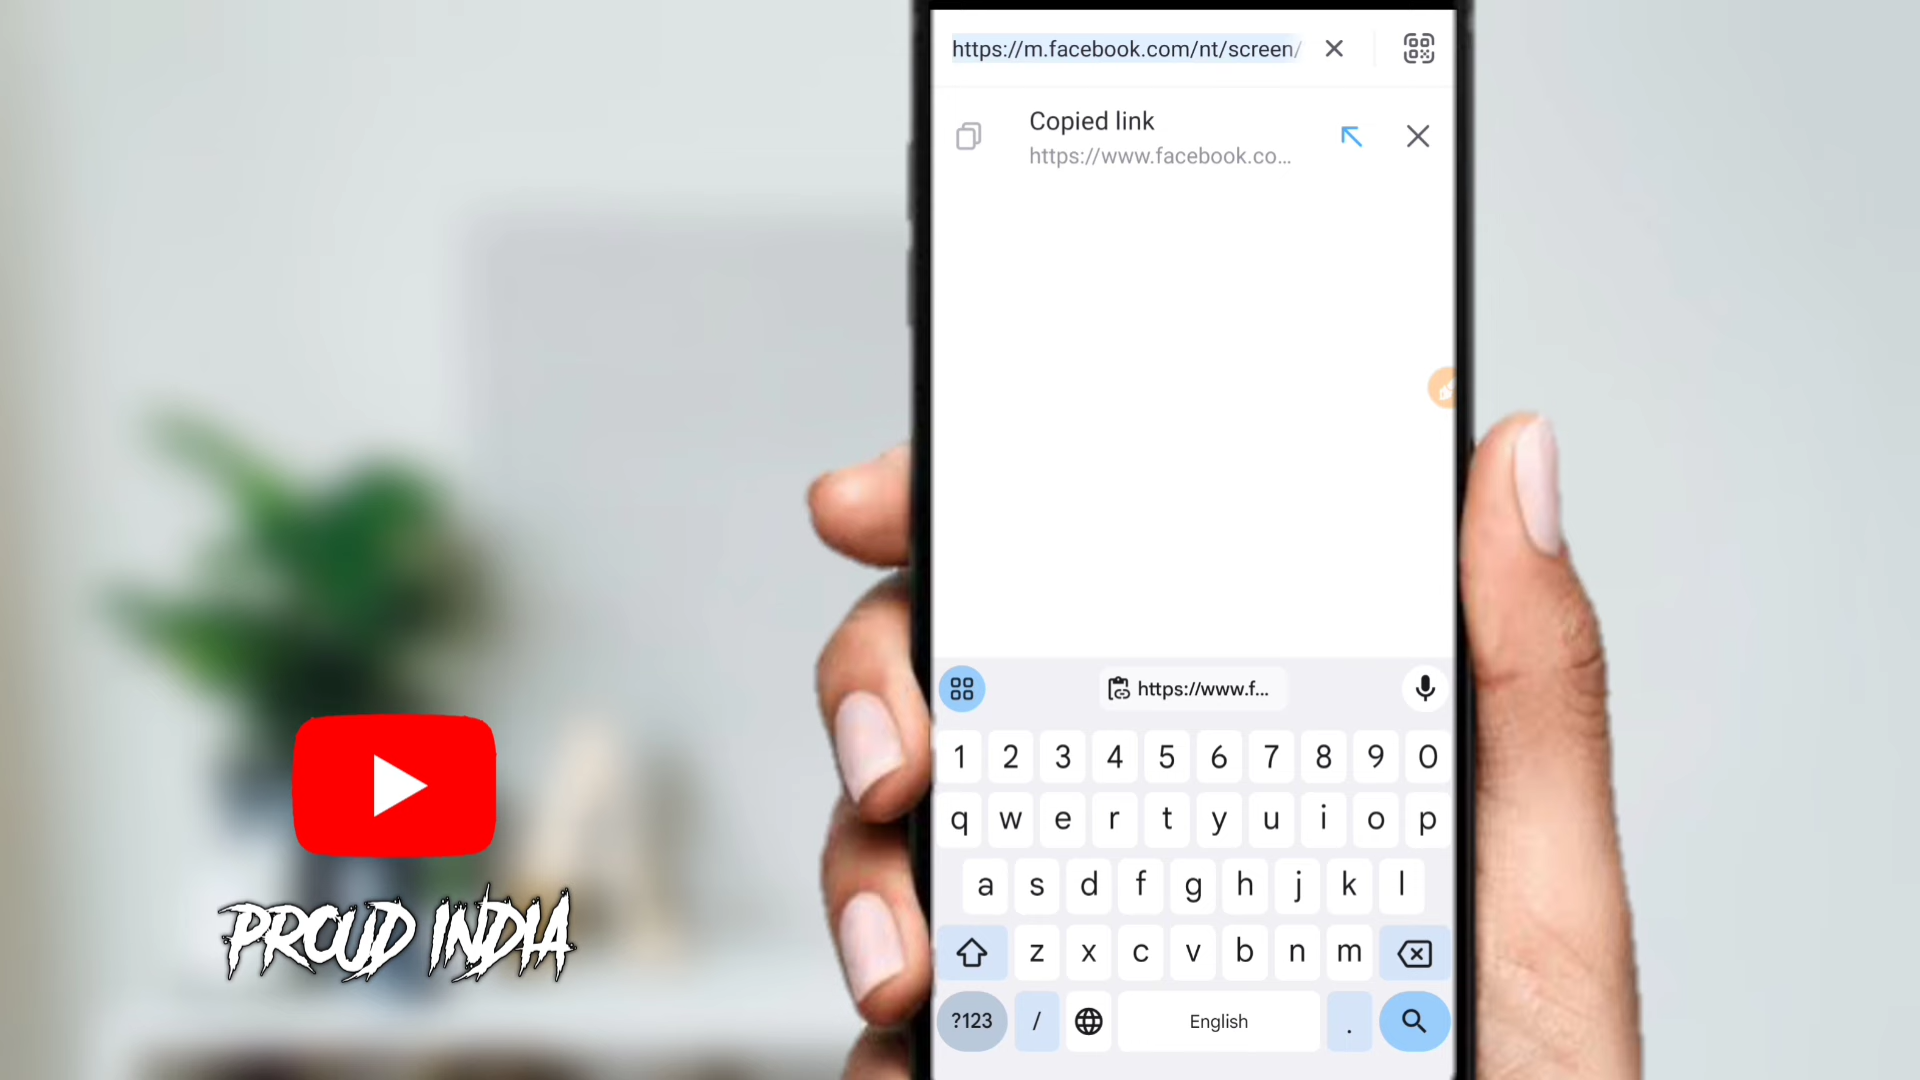 https://m.facebook.com/nt/screen/
Copied link
https://www.facebook.co...
https://www.f...
1 2 3 4 5 6 7 8 9 0
q w e r t y u i o p
a s d f g h j k l
z x c v b n m
?123 / English .
PROUD INDIA